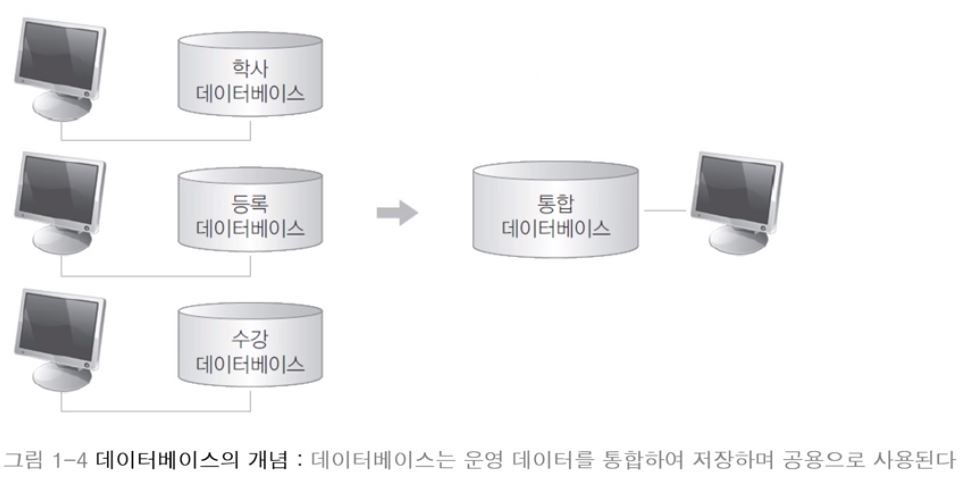 학사
데이터베이스
등록
데이터베이스
통합
데이터베이스
수강
데이터베이스
그림 1-4 데이터베이스의 개념 : 데이터베이스는 운영 데이터를 통합하여 저장하며 공용으로 사용된다